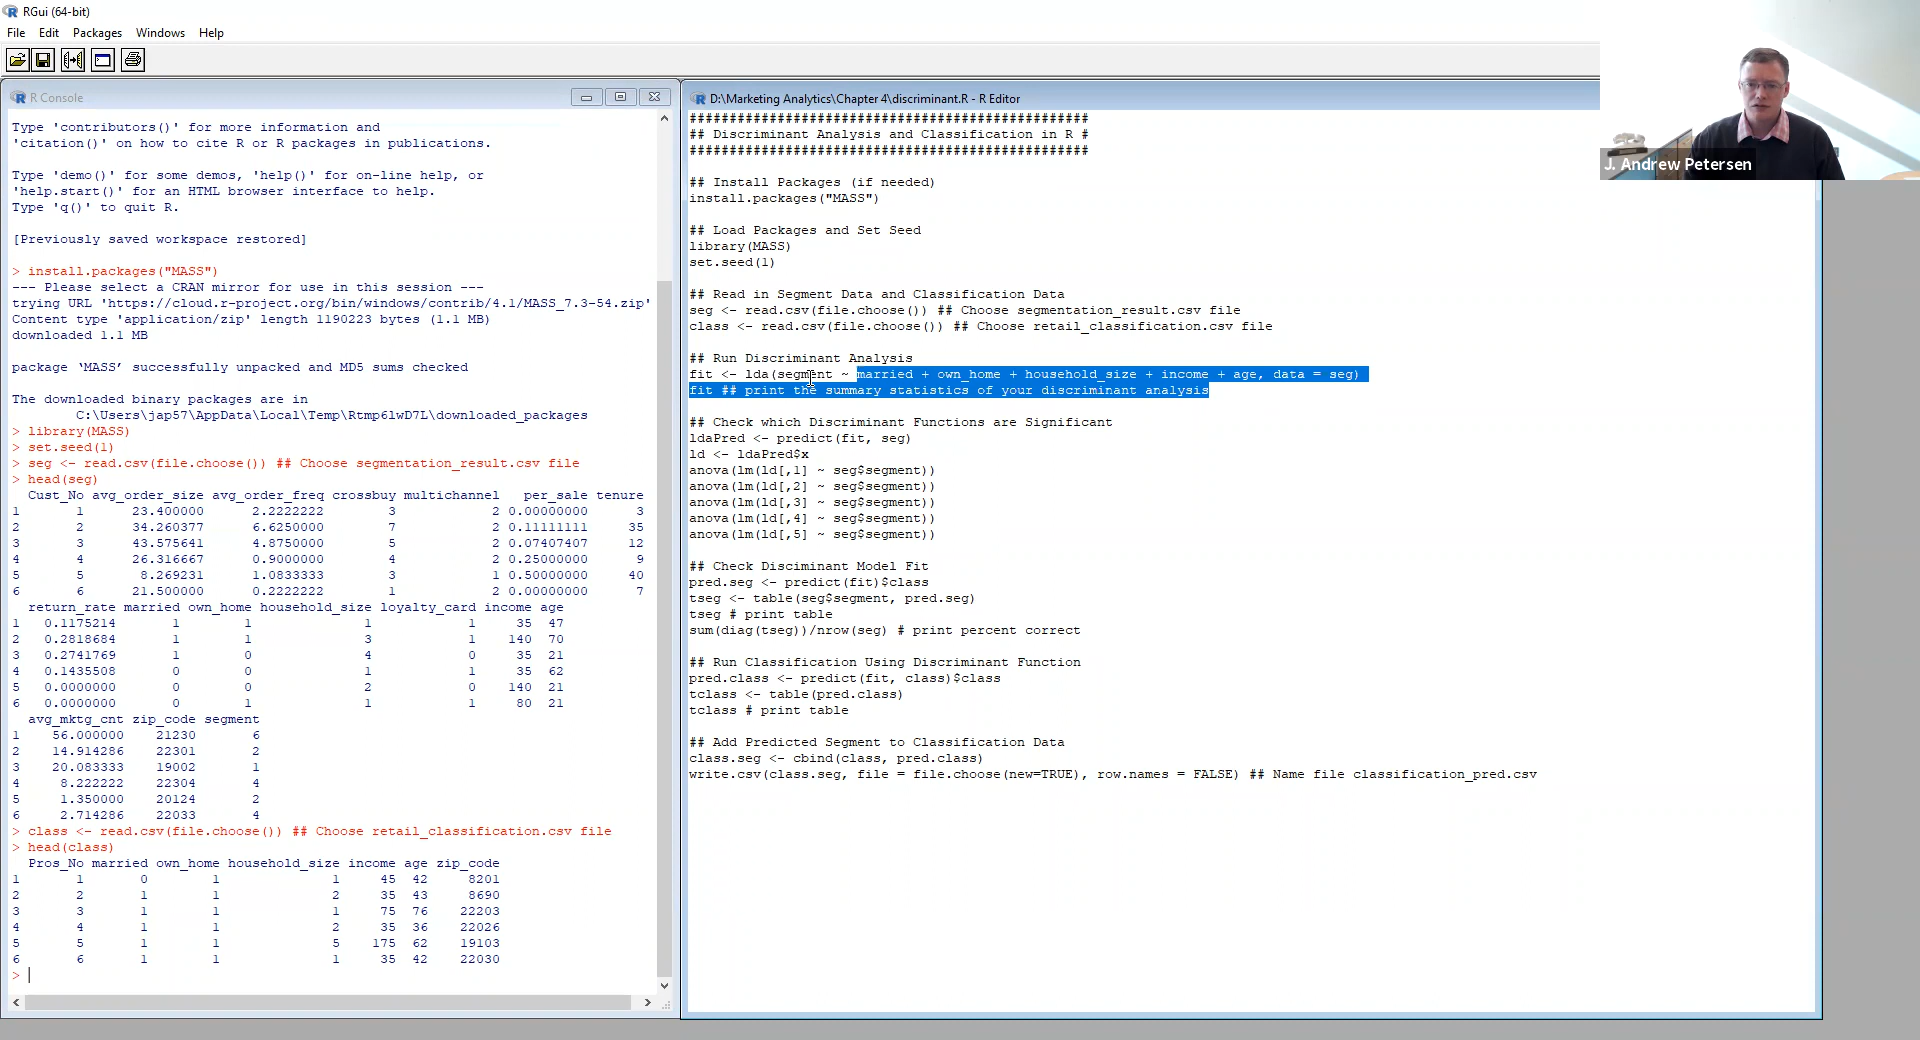 RGui (64-bit)
File Edit Packages Windows Help
R Console
Type 'contributors()' for more information and
'citation()' on how to cite R or R packages in publications.
Type 'demo()' for some demos, 'help()' for on-line help, or
'help.start()' for an HTML browser interface to help.
Type 'q()' to quit R.
[Previously saved workspace restored]
> install.packages("MASS")
--- Please select a CRAN mirror for use in this session ---
trying URL 'https://cloud.r-project.org/bin/windows/contrib/4.1/MASS_7.3-54.zip'
Content type 'application/zip' length 1190223 bytes (1.1 MB)
downloaded 1.1 MB
package ‘MASS’ successfully unpacked and MD5 sums checked
The downloaded binary packages are in
C:\Users\jap57\AppData\Local\Temp\Rtmp6lwD7L\downloaded_packages
> library(MASS)
> set.seed(1)
> seg <- read.csv(file.choose()) ## Choose segmentation_result.csv file
> head(seg)
Cust_No avg_order_size avg_order_freq crossbuy multichannel per_sale tenure
1 1 23.400000 2.2222222 3 2 0.00000000 3
2 2 34.260377 6.6250000 7 2 0.11111111 35
3 3 43.575641 4.8750000 5 2 0.07407407 12
4 4 26.316667 0.9000000 4 2 0.25000000 9
5 5 8.269231 1.0833333 3 1 0.50000000 40
6 6 21.500000 0.2222222 1 2 0.00000000 7
return_rate married own_home household_size loyalty_card income age
1 0.1175214 1 1 1 1 35 47
2 0.2818684 1 1 3 1 140 70
3 0.2741769 1 0 4 0 35 21
4 0.1435508 0 0 1 1 35 62
5 0.0000000 0 0 2 0 140 21
6 0.0000000 0 1 1 1 80 21
avg_mktg_cnt zip_code segment
1 56.000000 21230 6
2 14.914286 22301 2
3 20.083333 19002 1
4 8.222222 22304 4
5 1.350000 20124 2
6 2.714286 22033 4
> class <- read.csv(file.choose()) ## Choose retail_classification.csv file
> head(class)
Pros_No married own_home household_size income age zip_code
1 1 0 1 1 45 42 8201
2 2 1 1 2 35 43 8690
3 3 1 1 1 75 76 22203
4 4 1 1 2 35 36 22026
5 5 1 1 5 175 62 19103
6 6 1 1 1 35 42 22030
>
D:\Marketing Analytics\Chapter 4\discriminant.R - R Editor
##################################################
## Discriminant Analysis and Classification in R #
##################################################
## Install Packages (if needed)
install.packages("MASS")
## Load Packages and Set Seed
library(MASS)
set.seed(1)
## Read in Segment Data and Classification Data
seg <- read.csv(file.choose()) ## Choose segmentation_result.csv file
class <- read.csv(file.choose()) ## Choose retail_classification.csv file
## Run Discriminant Analysis
fit <- lda(segment ~ married + own_home + household_size + income + age, data = seg)
fit ## print the summary statistics of your discriminant analysis
## Check which Discriminant Functions are Significant
ldaPred <- predict(fit, seg)
ld <- ldaPred$x
anova(lm(ld[,1] ~ seg$segment))
anova(lm(ld[,2] ~ seg$segment))
anova(lm(ld[,3] ~ seg$segment))
anova(lm(ld[,4] ~ seg$segment))
anova(lm(ld[,5] ~ seg$segment))
## Check Disciminant Model Fit
pred.seg <- predict(fit)$class
tseg <- table(seg$segment, pred.seg)
tseg # print table
sum(diag(tseg))/nrow(seg) # print percent correct
## Run Classification Using Discriminant Function
pred.class <- predict(fit, class)$class
tclass <- table(pred.class)
tclass # print table
## Add Predicted Segment to Classification Data
class.seg <- cbind(class, pred.class)
write.csv(class.seg, file = file.choose(new=TRUE), row.names = FALSE) ## Name file classification_pred.csv
J. Andrew Petersen